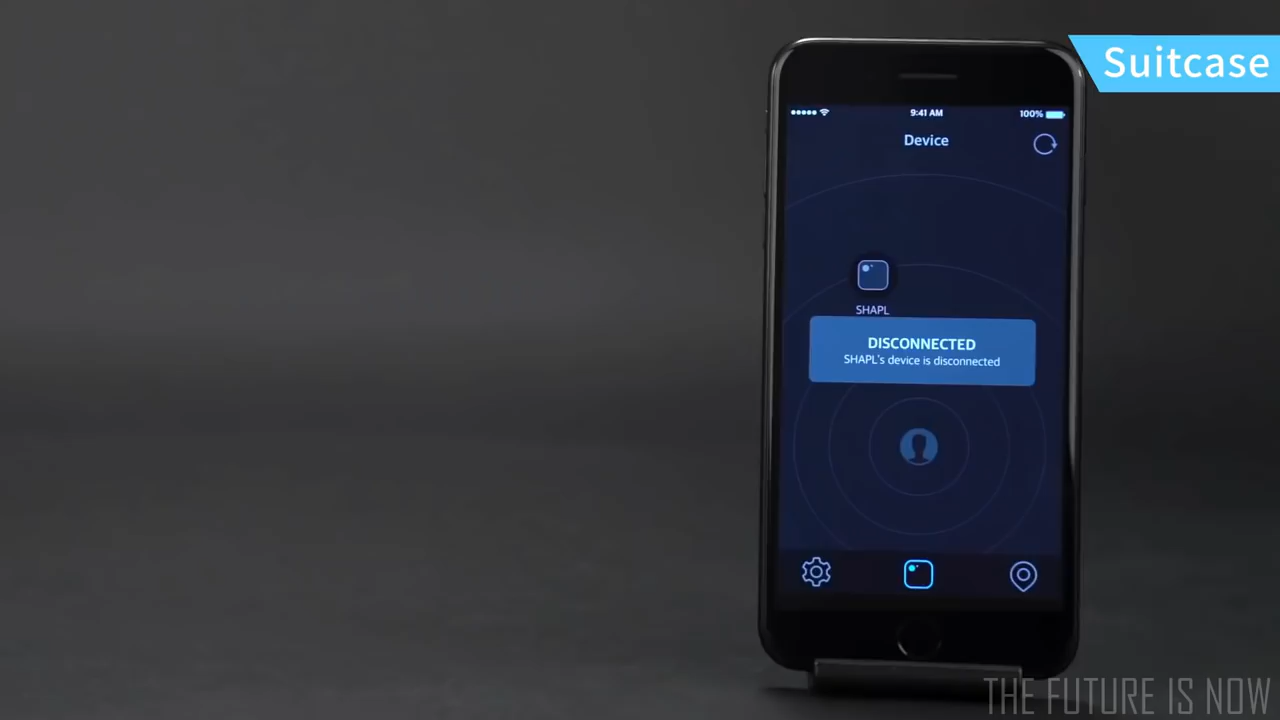 Suitcase
9:41 AM
100%
Device
SHAPL
DISCONNECTED
SHAPL's device is disconnected
THE FUTURE IS NOW